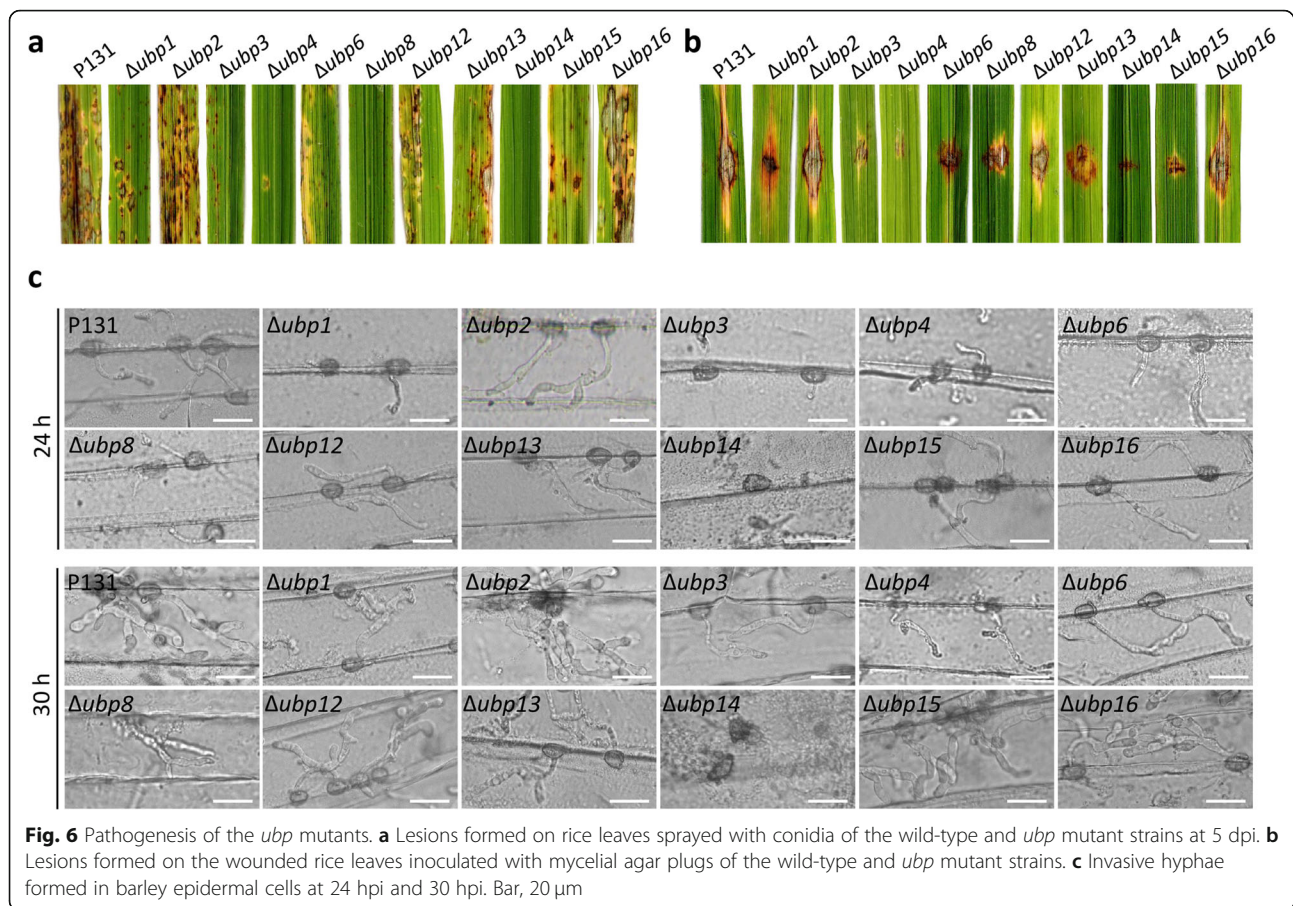 a
P131 Δubp1 Δubp2 Δubp3 Δubp4 Δubp6 Δubp8 Δubp12 Δubp13 Δubp14 Δubp15 Δubp16
b
P131 Δubp1 Δubp2 Δubp3 Δubp4 Δubp6 Δubp8 Δubp12 Δubp13 Δubp14 Δubp15 Δubp16
c
24 h
P131 Δubp1 Δubp2 Δubp3 Δubp4 Δubp6
Δubp8 Δubp12 Δubp13 Δubp14 Δubp15 Δubp16
30 h
P131 Δubp1 Δubp2 Δubp3 Δubp4 Δubp6
Δubp8 Δubp12 Δubp13 Δubp14 Δubp15 Δubp16
Fig. 6 Pathogenesis of the ubp mutants. a Lesions formed on rice leaves sprayed with conidia of the wild-type and ubp mutant strains at 5 dpi. b
Lesions formed on the wounded rice leaves inoculated with mycelial agar plugs of the wild-type and ubp mutant strains. c Invasive hyphae
formed in barley epidermal cells at 24 hpi and 30 hpi. Bar, 20 μm